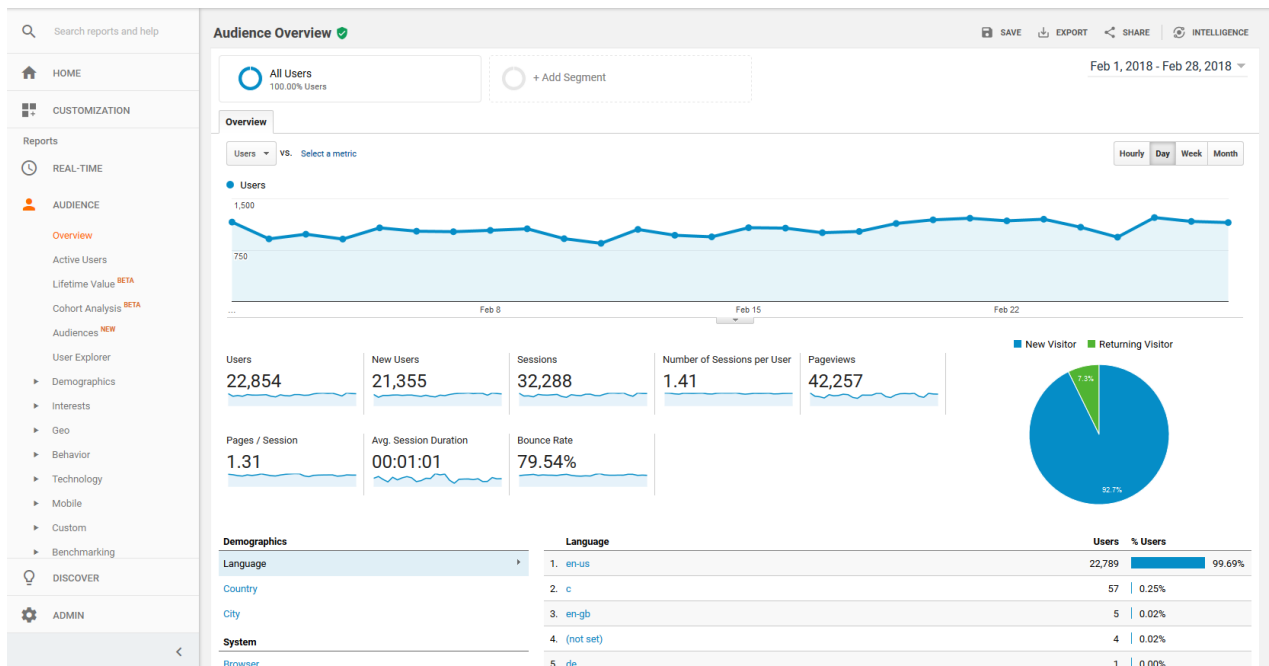 Search reports and help
HOME
CUSTOMIZATION
Reports
REAL-TIME
AUDIENCE
Overview
Active Users
Lifetime Value BETA
Cohort Analysis BETA
Audiences NEW
User Explorer
Demographics
Interests
Geo
Behavior
Technology
Mobile
Custom
Benchmarking
DISCOVER
ADMIN
Audience Overview
SAVE EXPORT SHARE INTELLIGENCE
All Users
100.00% Users
+ Add Segment
Feb 1, 2018 - Feb 28, 2018
Overview
Users VS. Select a metric
Hourly Day Week Month
Users
1,500
750
... Feb 8 Feb 15 Feb 22
New Visitor Returning Visitor
7.3%
92.7%
Users New Users Sessions Number of Sessions per User Pageviews
22,854 21,355 32,288 1.41 42,257
Pages / Session Avg. Session Duration Bounce Rate
1.31 00:01:01 79.54%
Demographics
Language
Country
City
System
Browser
Language Users % Users
1. en-us 22,789 99.69%
2. c 57 0.25%
3. en-gb 5 0.02%
4. (not set) 4 0.02%
5. de 1 0.00%